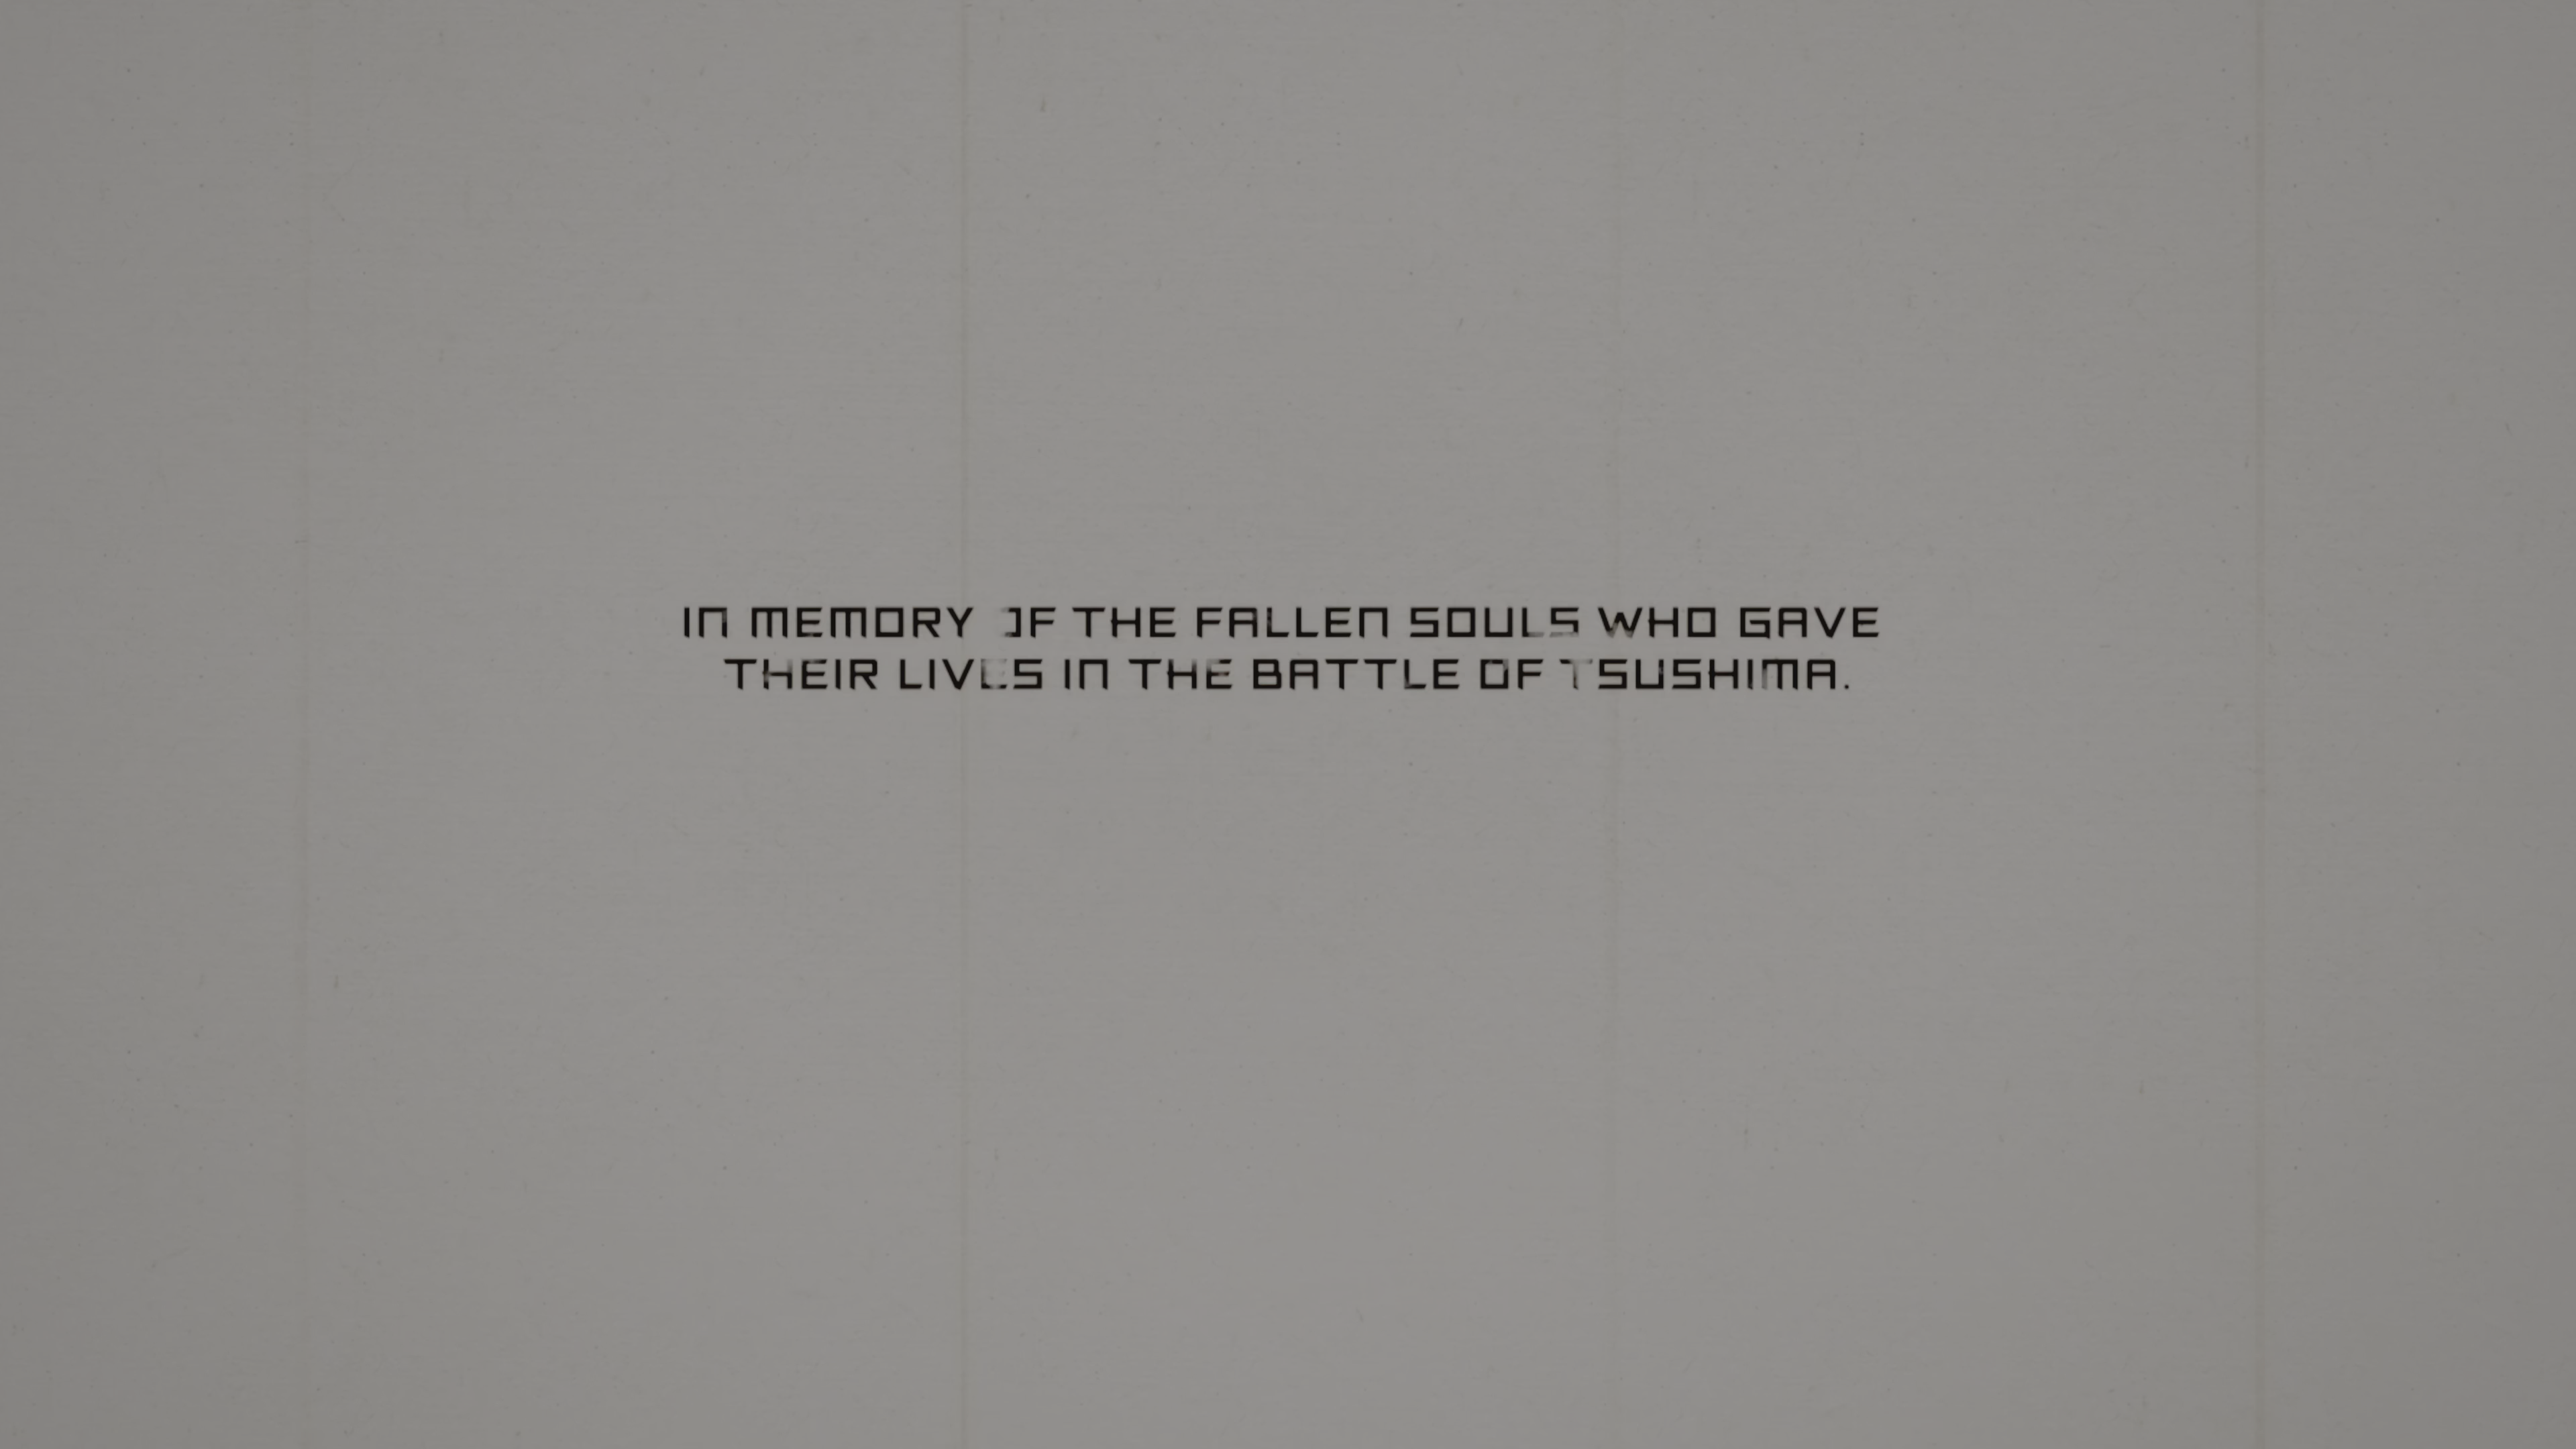 IN MEMORY OF THE FALLEN SOULS WHO GAVE
THEIR LIVES IN THE BATTLE OF TSUSHIMA.